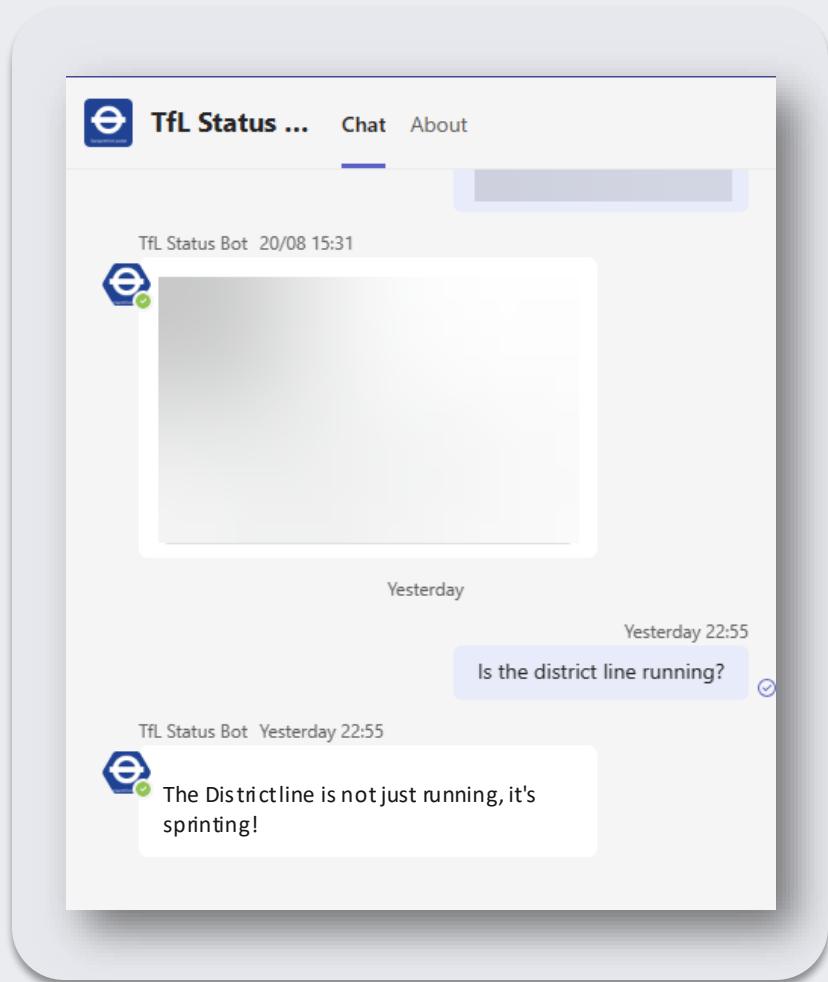 TfL Status ... Chat About
TfL Status Bot 20/08 15:31
Yesterday
Yesterday 22:55
Is the district line running?
TfL Status Bot Yesterday 22:55
The District line is not just running, it's
sprinting!